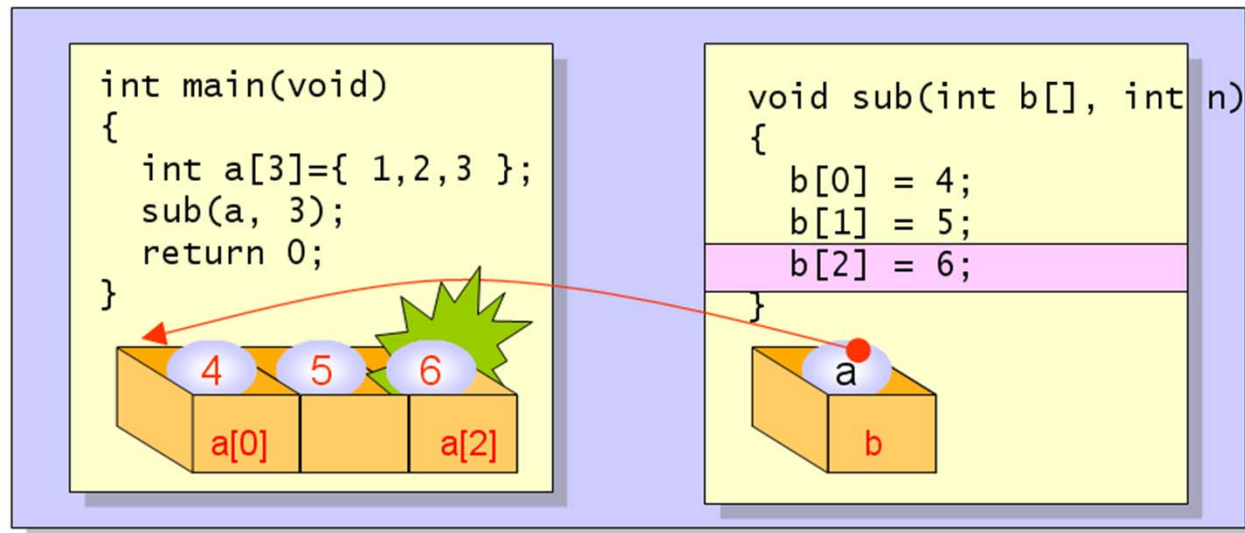 int main(void)
{
int a[3]={ 1,2,3 };
sub(a, 3);
return 0;
}
4 5 6
a[0] a[2]
void sub(int b[], int n)
{
b[0] = 4;
b[1] = 5;
b[2] = 6;
}
a
b